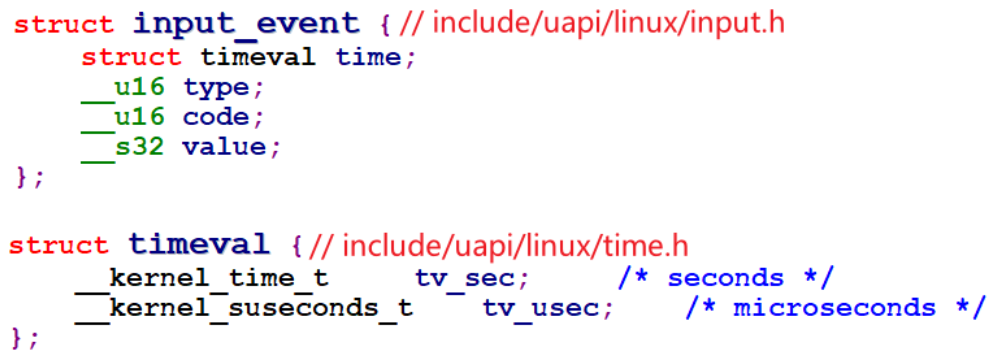 struct input_event { // include/uapi/linux/input.h
struct timeval time;
__u16 type;
__u16 code;
__s32 value;
};
struct timeval { // include/uapi/linux/time.h
__kernel_time_t tv_sec; /* seconds */
__kernel_suseconds_t tv_usec; /* microseconds */
};